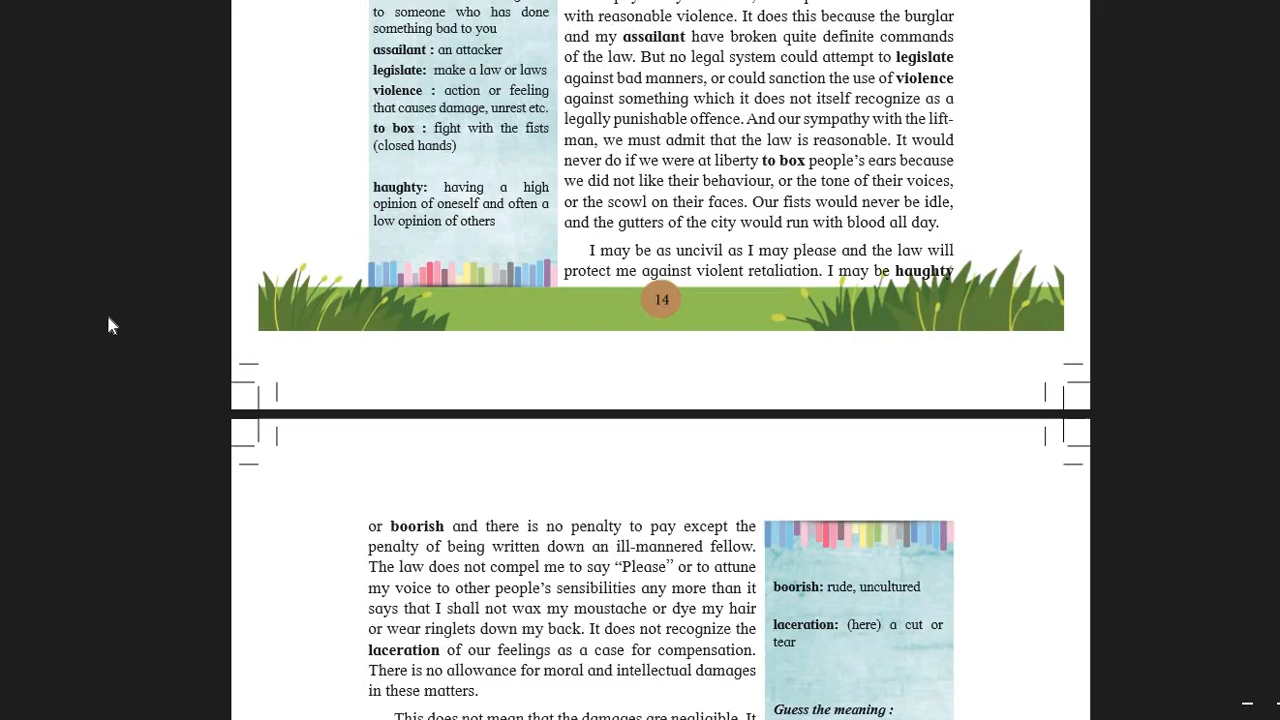 to someone who has done
something bad to you
assailant : an attacker
legislate: make a law or laws
violence : action or feeling
that causes damage, unrest etc.
to box : fight with the fists
(closed hands)
haughty: having a high
opinion of oneself and often a
low opinion of others
with reasonable violence. It does this because the burglar
and my assailant have broken quite definite commands
of the law. But no legal system could attempt to legislate
against bad manners, or could sanction the use of violence
against something which it does not itself recognize as a
legally punishable offence. And our sympathy with the lift-
man, we must admit that the law is reasonable. It would
never do if we were at liberty to box people’s ears because
we did not like their behaviour, or the tone of their voices,
or the scowl on their faces. Our fists would never be idle,
and the gutters of the city would run with blood all day.
I may be as uncivil as I may please and the law will
protect me against violent retaliation. I may be haughty
14
or boorish and there is no penalty to pay except the
penalty of being written down an ill-mannered fellow.
The law does not compel me to say “Please” or to attune
my voice to other people’s sensibilities any more than it
says that I shall not wax my moustache or dye my hair
or wear ringlets down my back. It does not recognize the
laceration of our feelings as a case for compensation.
There is no allowance for moral and intellectual damages
in these matters.
This does not mean that the damages are negligible. It
boorish: rude, uncultured
laceration: (here) a cut or
tear
Guess the meaning :